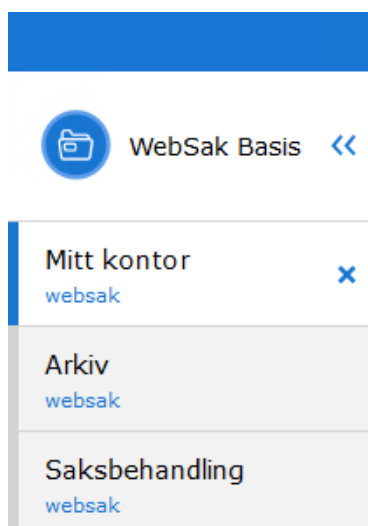 WebSak Basis
Mitt kontor
websak
Arkiv
websak
Saksbehandling
websak